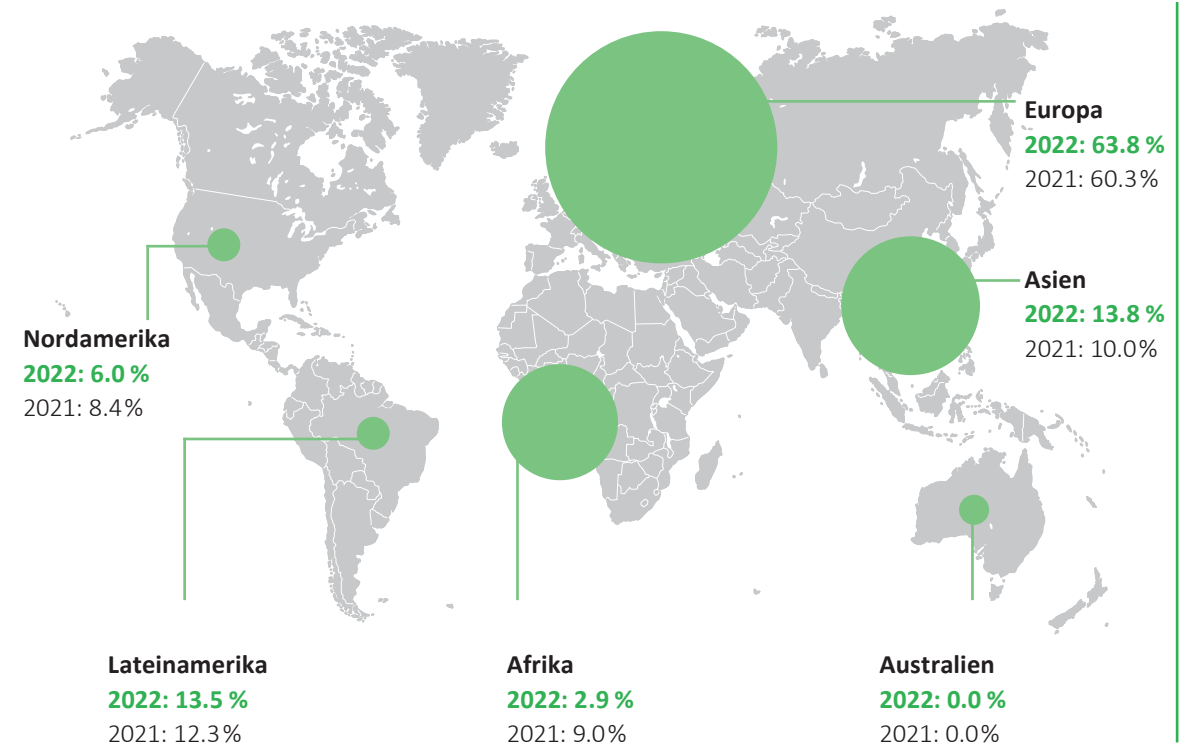 Europa
2022: 63.8 %
2021: 60.3%
Asien
2022: 13.8 %
2021: 10.0%
Nordamerika
2022: 6.0 %
2021: 8.4%
Lateinamerika
2022: 13.5 %
2021: 12.3%
Afrika
2022: 2.9 %
2021: 9.0%
Australien
2022: 0.0 %
2021: 0.0%